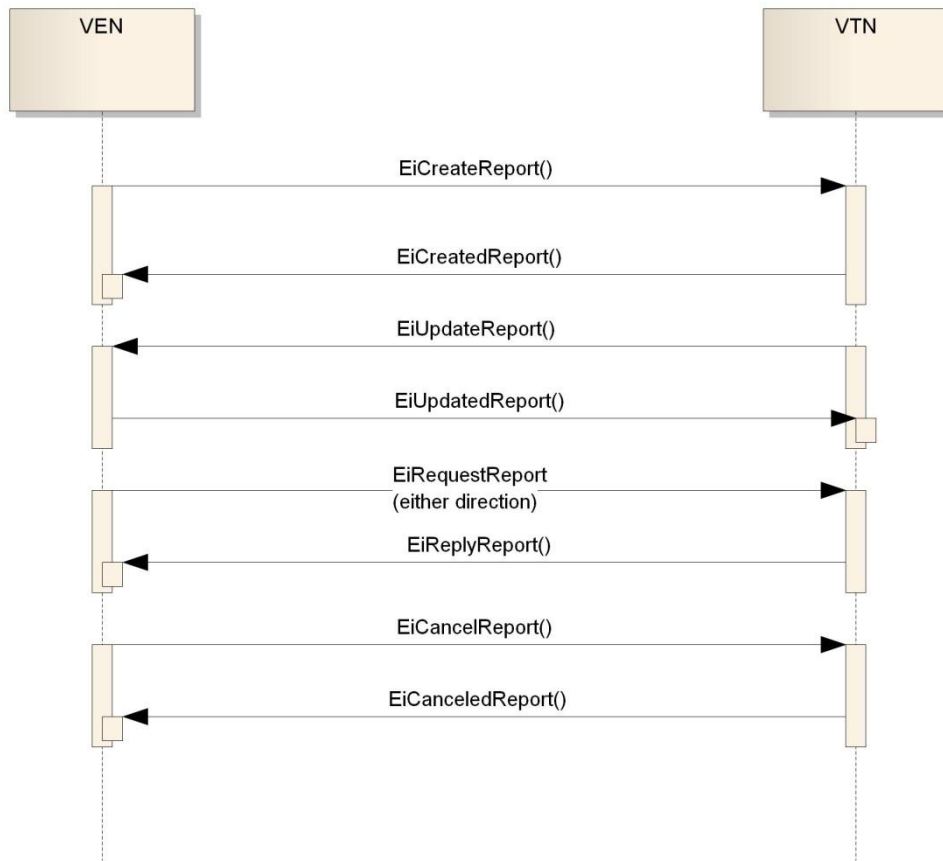 VEN
VTN
EiCreateReport()
EiCreatedReport()
EiUpdateReport()
EiUpdatedReport()
EiRequestReport
(either direction)
EiReplyReport()
EiCancelReport()
EiCanceledReport()